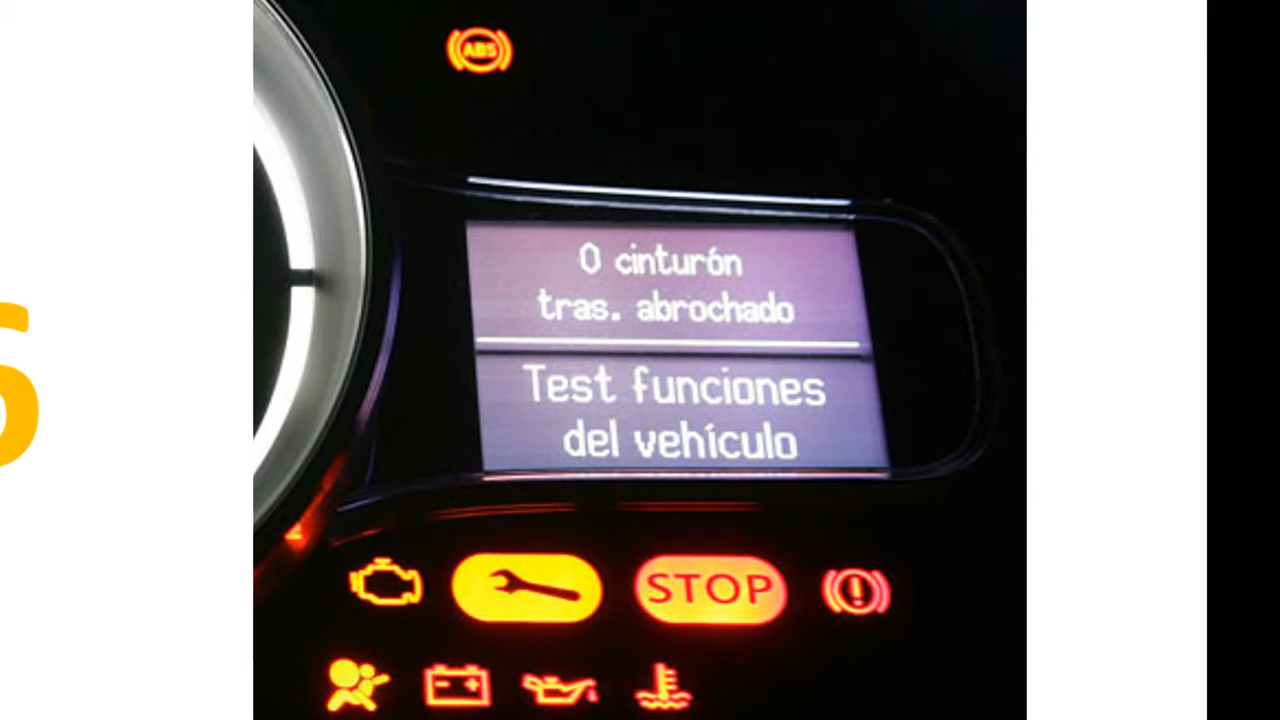 ABS
0 cinturón
tras. abrochado
Test funciones
del vehículo
STOP